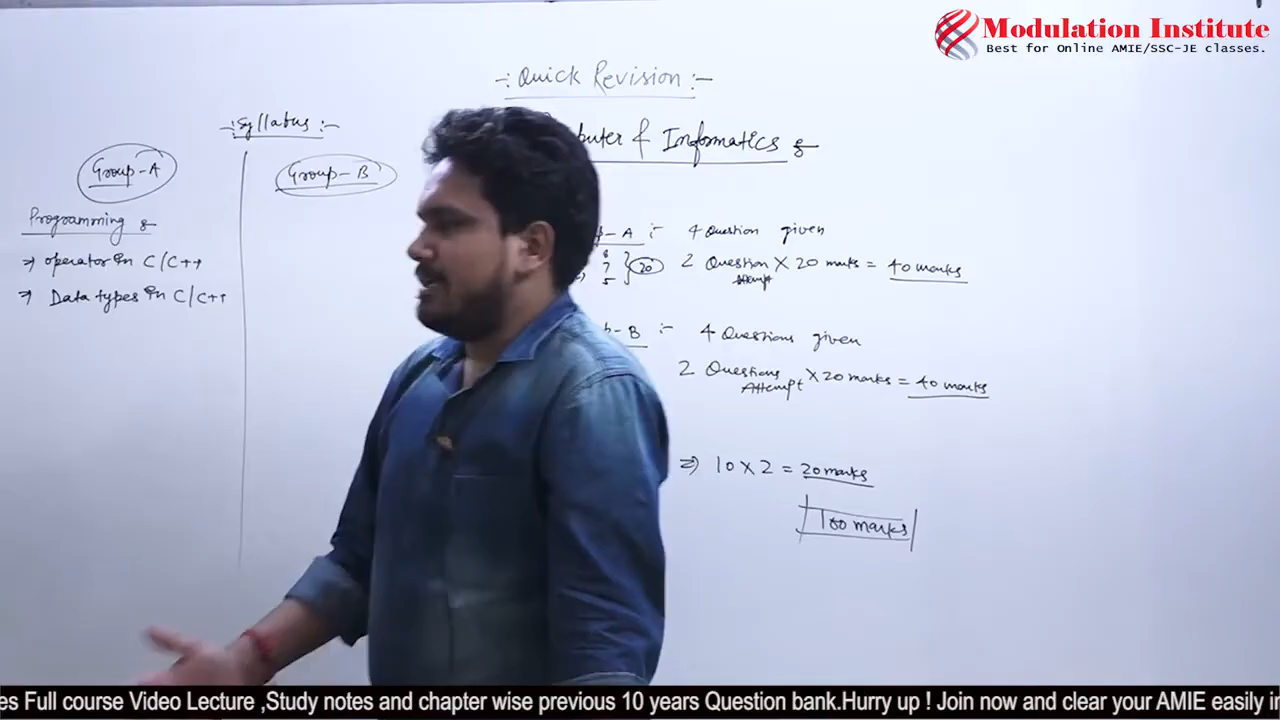 Modulation Institute
Best for Online AMIE/SSC-JE classes.
-: Quick Revision :-
-: Syllabus :-
Informatics :-
Group-A
Group-B
Programming :-
⇒ operator in C/C++
⇒ Data types in C/C++
A :- 4 Question given
6
7
5
20
2 Question Attempt × 20 marks = 40 marks
B :- 4 Questions given
2 Questions Attempt × 20 marks = 40 marks
⇒ 10 × 2 = 20 marks
100 marks
Full course Video Lecture ,Study notes and chapter wise previous 10 years Question bank.Hurry up ! Join now and clear your AMIE easily